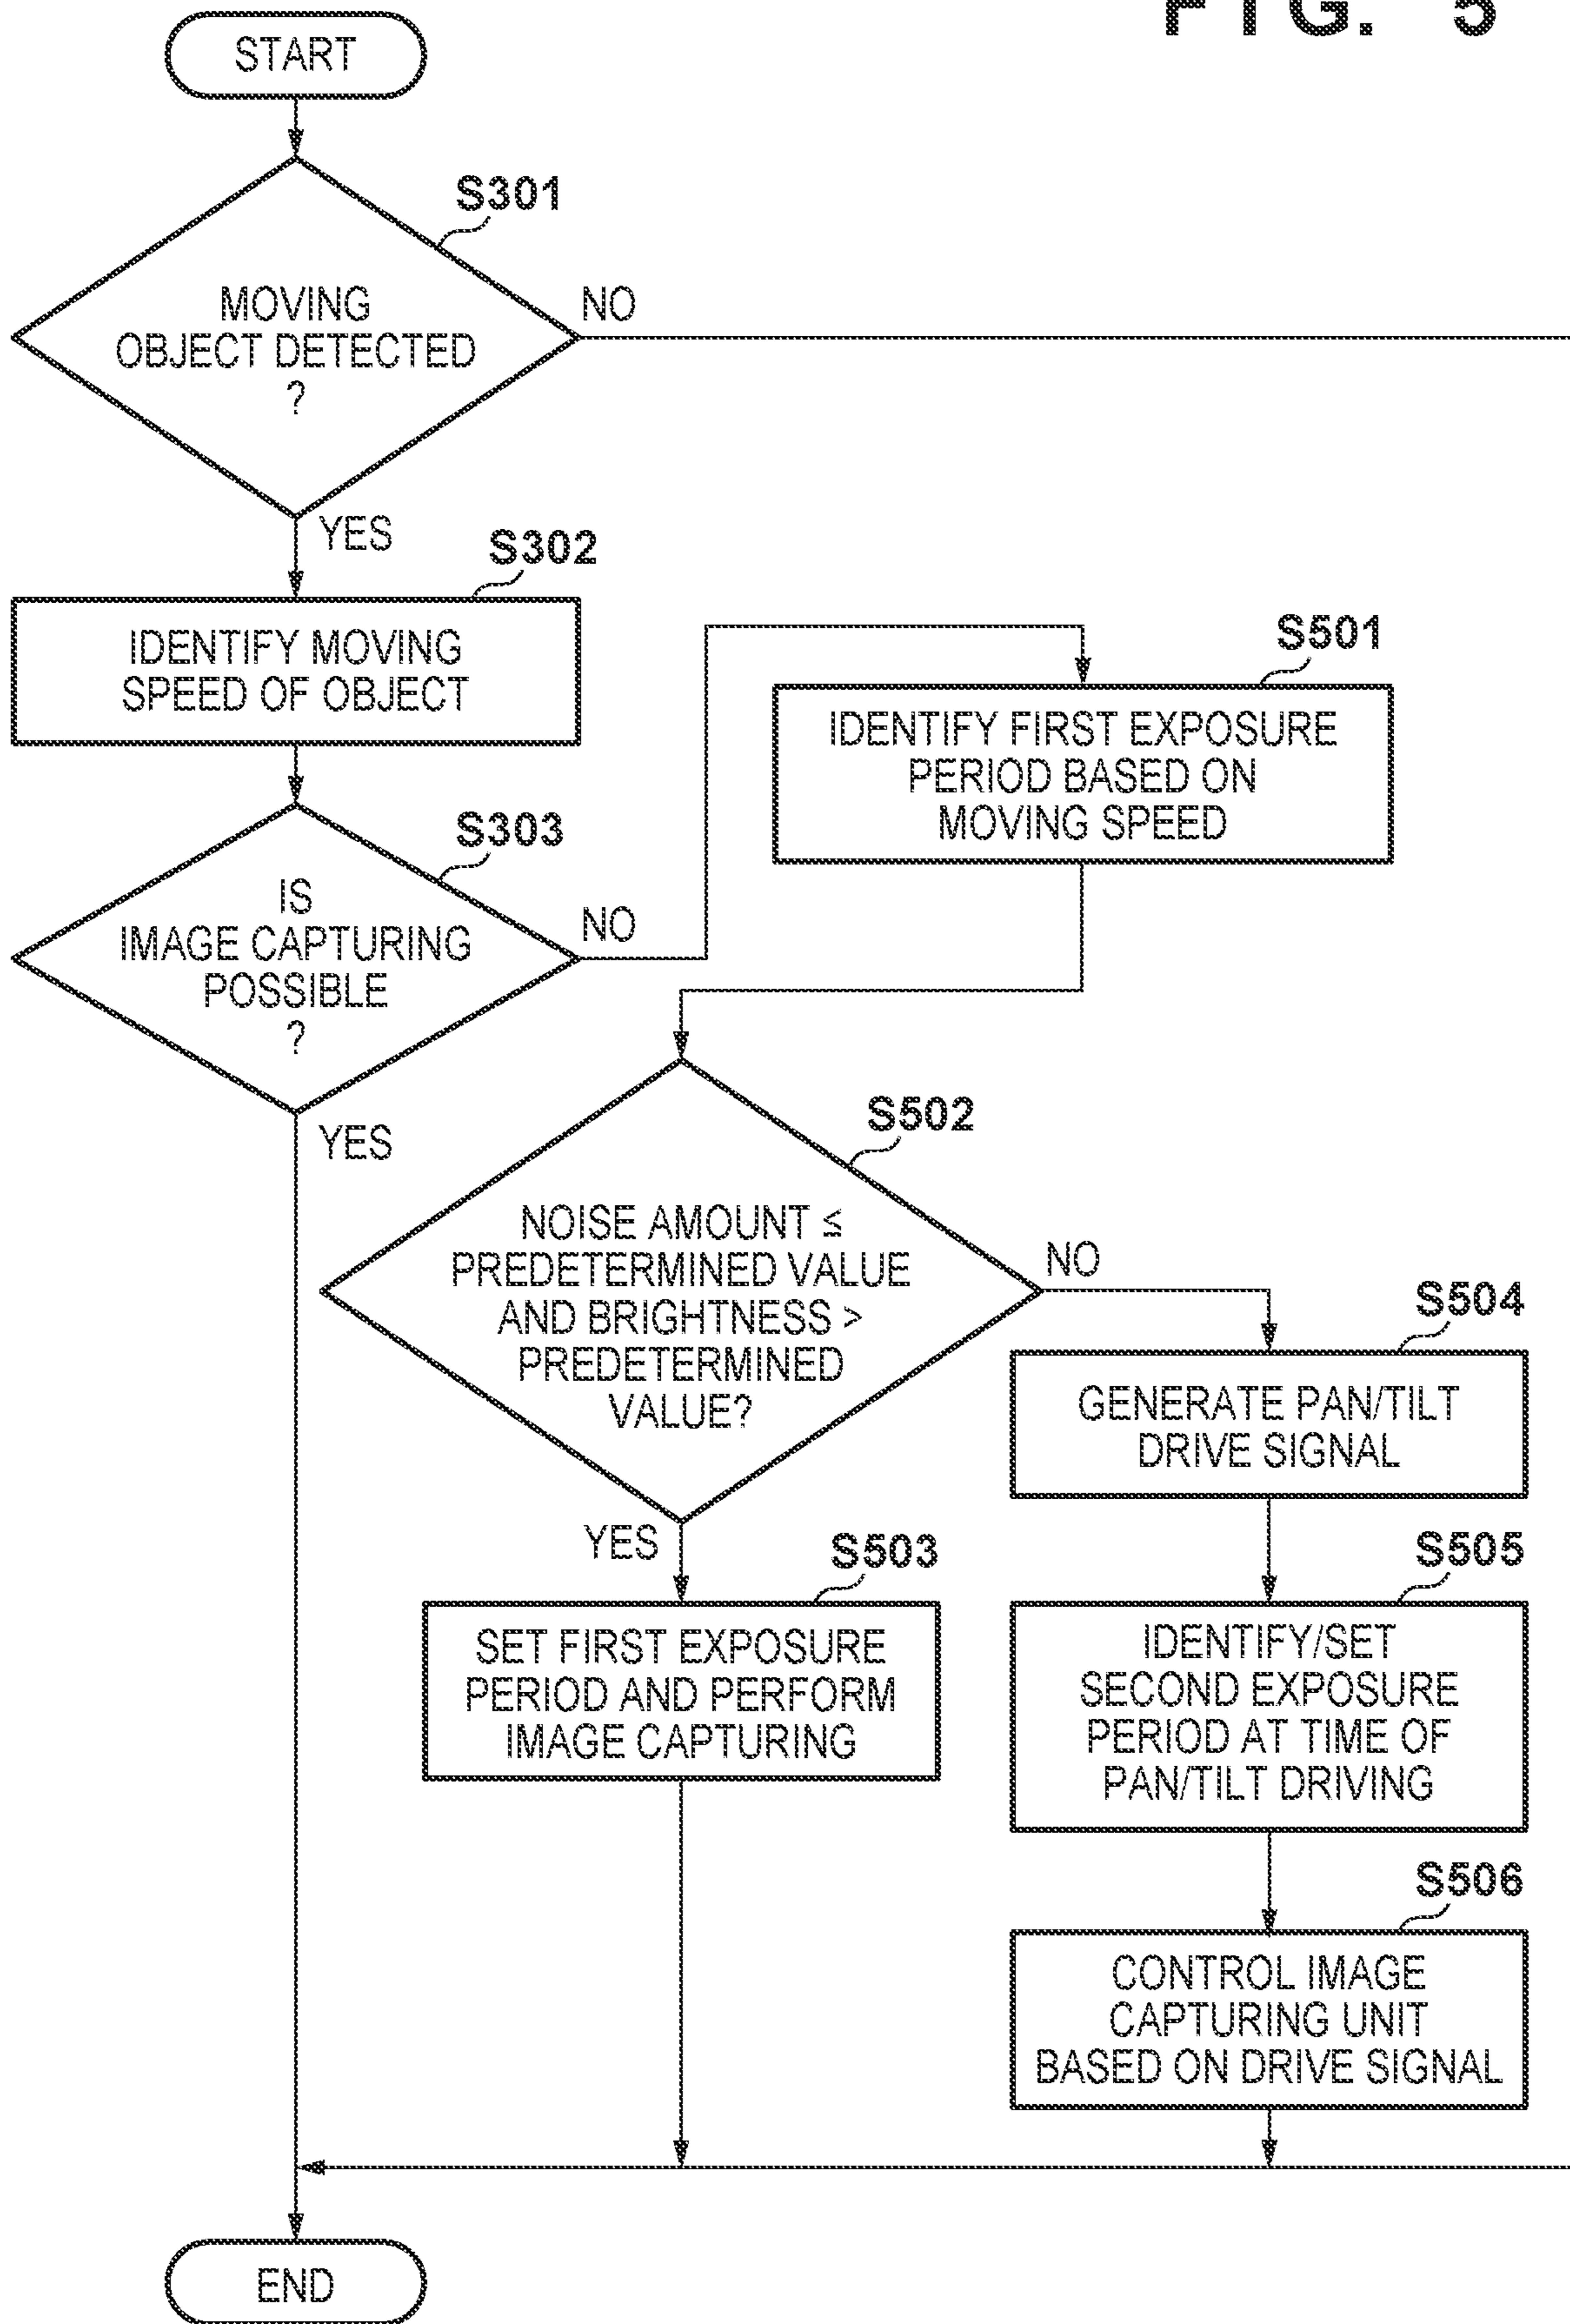 FIG. 5
START
S301
MOVING
OBJECT DETECTED
?
NO
YES
S302
IDENTIFY MOVING
SPEED OF OBJECT
S303
IS
IMAGE CAPTURING
POSSIBLE
?
NO
YES
S501
IDENTIFY FIRST EXPOSURE
PERIOD BASED ON
MOVING SPEED
S502
NOISE AMOUNT ≤
PREDETERMINED VALUE
AND BRIGHTNESS >
PREDETERMINED
VALUE?
NO
YES
S503
SET FIRST EXPOSURE
PERIOD AND PERFORM
IMAGE CAPTURING
S504
GENERATE PAN/TILT
DRIVE SIGNAL
S505
IDENTIFY/SET
SECOND EXPOSURE
PERIOD AT TIME OF
PAN/TILT DRIVING
S506
CONTROL IMAGE
CAPTURING UNIT
BASED ON DRIVE SIGNAL
END